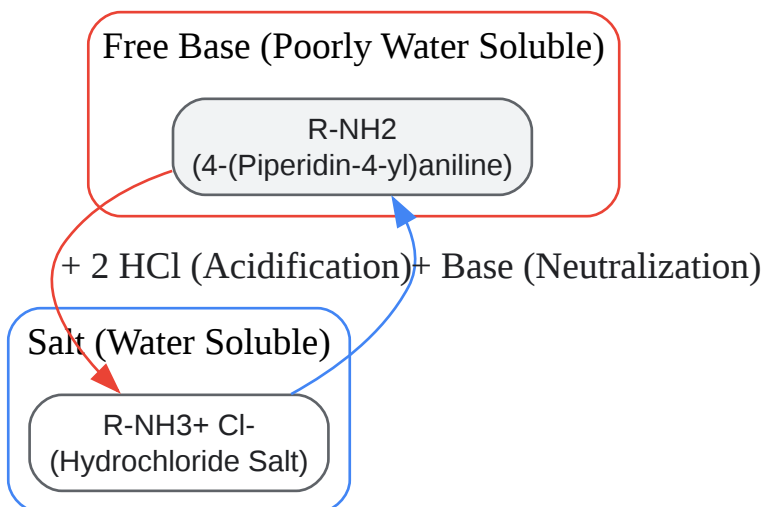 Free Base (Poorly Water Soluble)
R-NH2
(4-(Piperidin-4-yl)aniline)
+ 2 HCl (Acidification)
+ Base (Neutralization)
Salt (Water Soluble)
R-NH3+ Cl-
(Hydrochloride Salt)